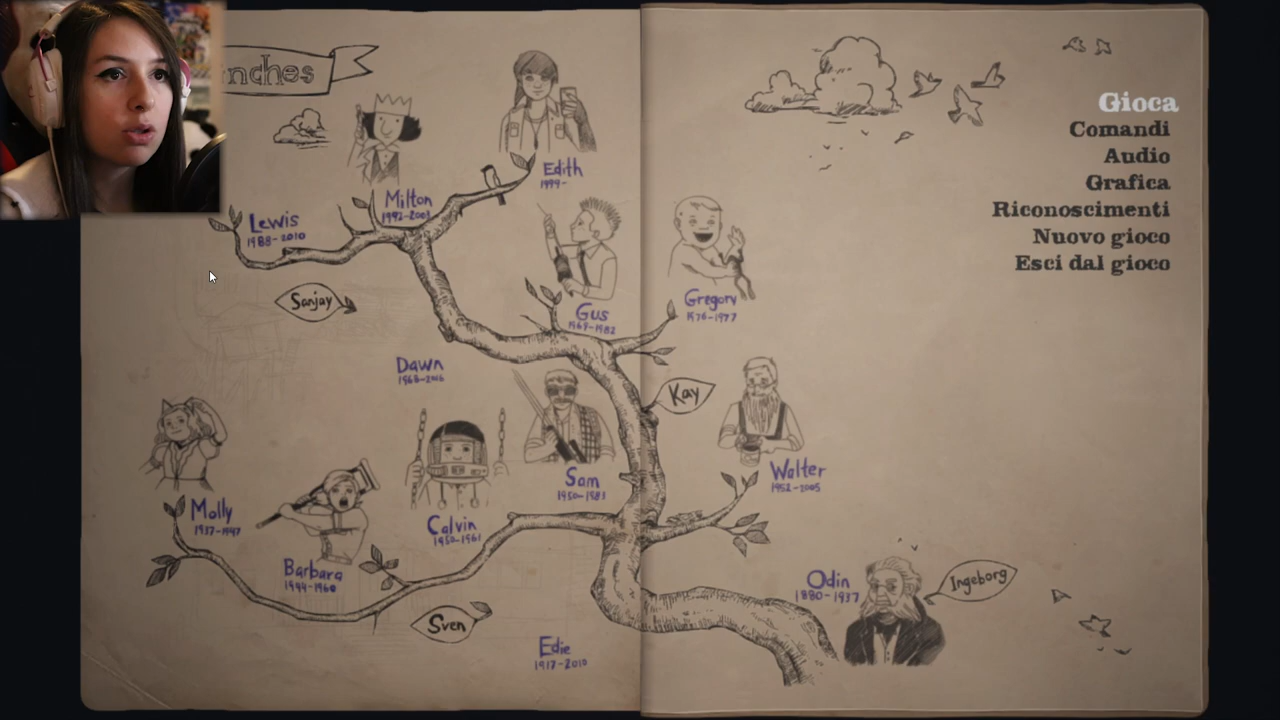 nches
Edith
1999-
Milton
1992-2003
Lewis
1988-2010
Sanjay
Gus
1969-1982
Gregory
1976-1977
Dawn
1968-2016
Kay
Sam
1950-1983
Walter
1952-2005
Molly
1937-1947
Calvin
1950-1961
Barbara
1944-1960
Odin
1880-1937
Ingeborg
Sven
Edie
1917-2010
Gioca
Comandi
Audio
Grafica
Riconoscimenti
Nuovo gioco
Esci dal gioco